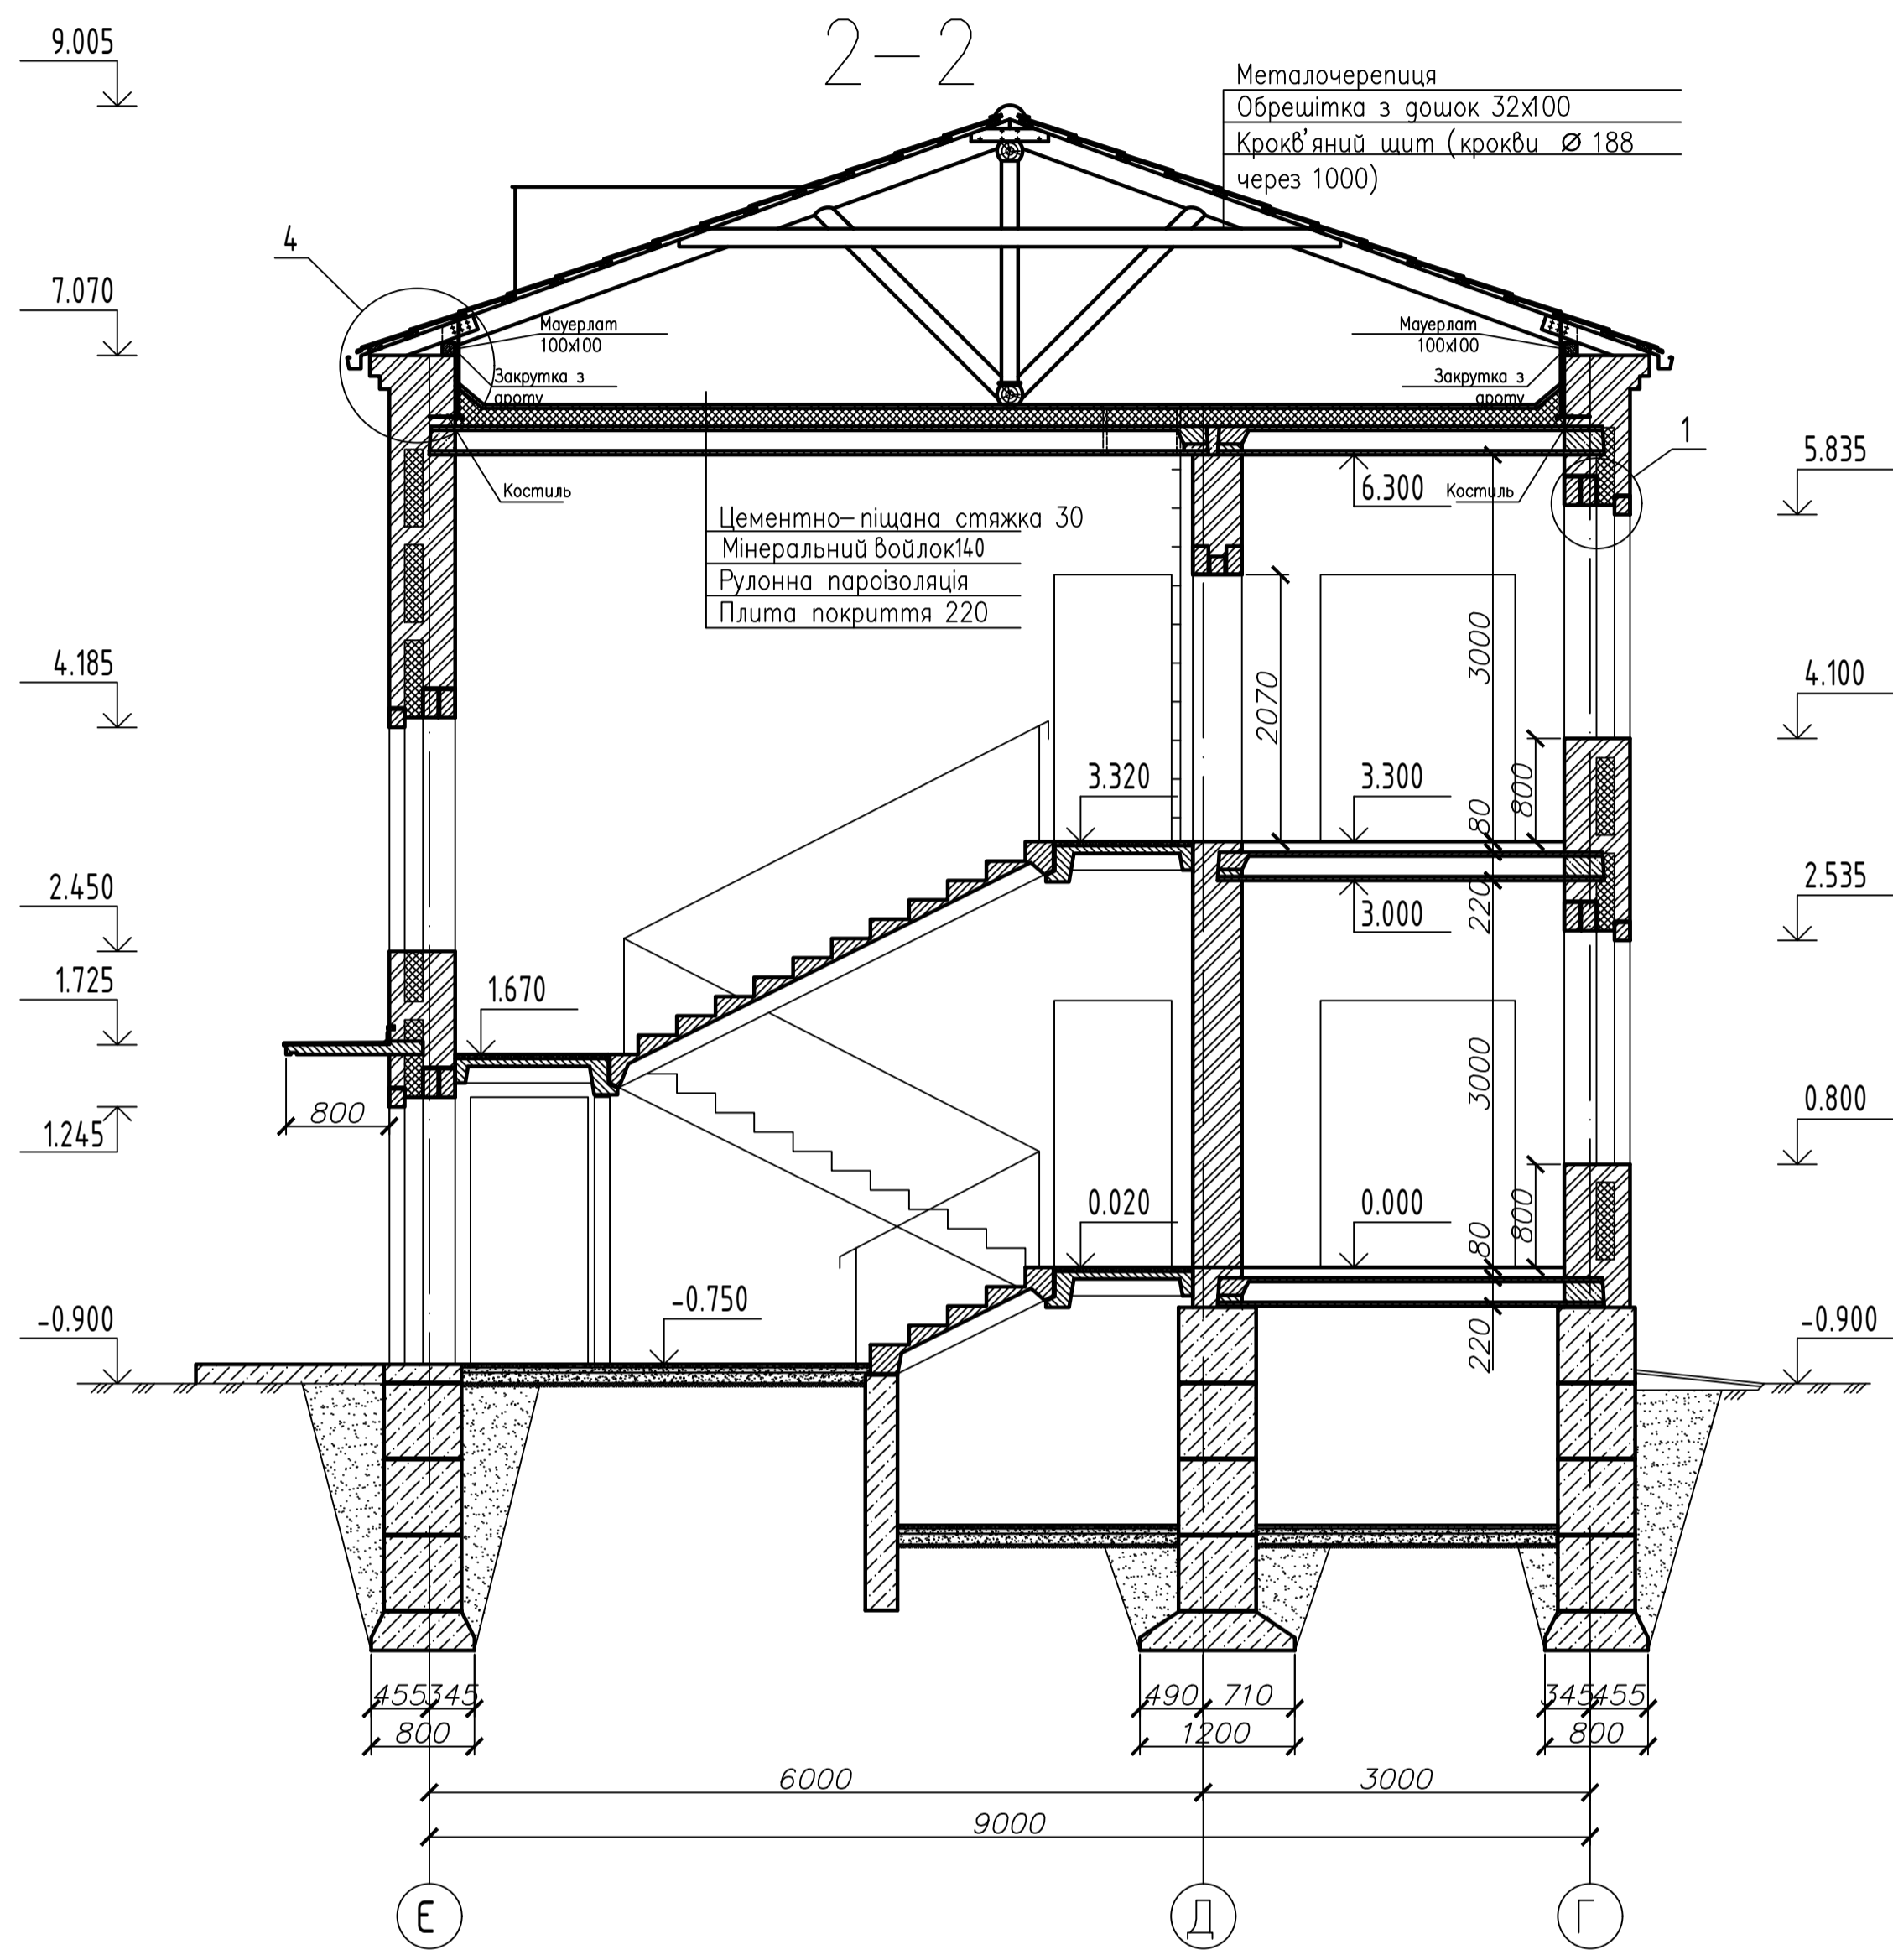 2-2
9.005
Металочерепиця
Обрешітка з дошок 32х100
Кроквʼяний щит (крокви Ø 188
через 1000)
4
7.070
Мауерлат
100х100
Мауерлат
100х100
Закрутка з
дроту
Закрутка з
дроту
1
5.835
Костиль
6.300
Костиль
Цементно-піщана стяжка 30
Мінеральний войлок140
Рулонна пароізоляція
Плита покриття 220
3000
4.185
4.100
2070
3.320
3.300
80
800
2.450
2.535
3.000
220
1.725
1.670
3000
800
1.245
0.800
0.020
0.000
80
800
-0.750
-0.900
-0.900
220
455
345
490
710
345
455
800
1200
800
6000
3000
9000
Е
Д
Г